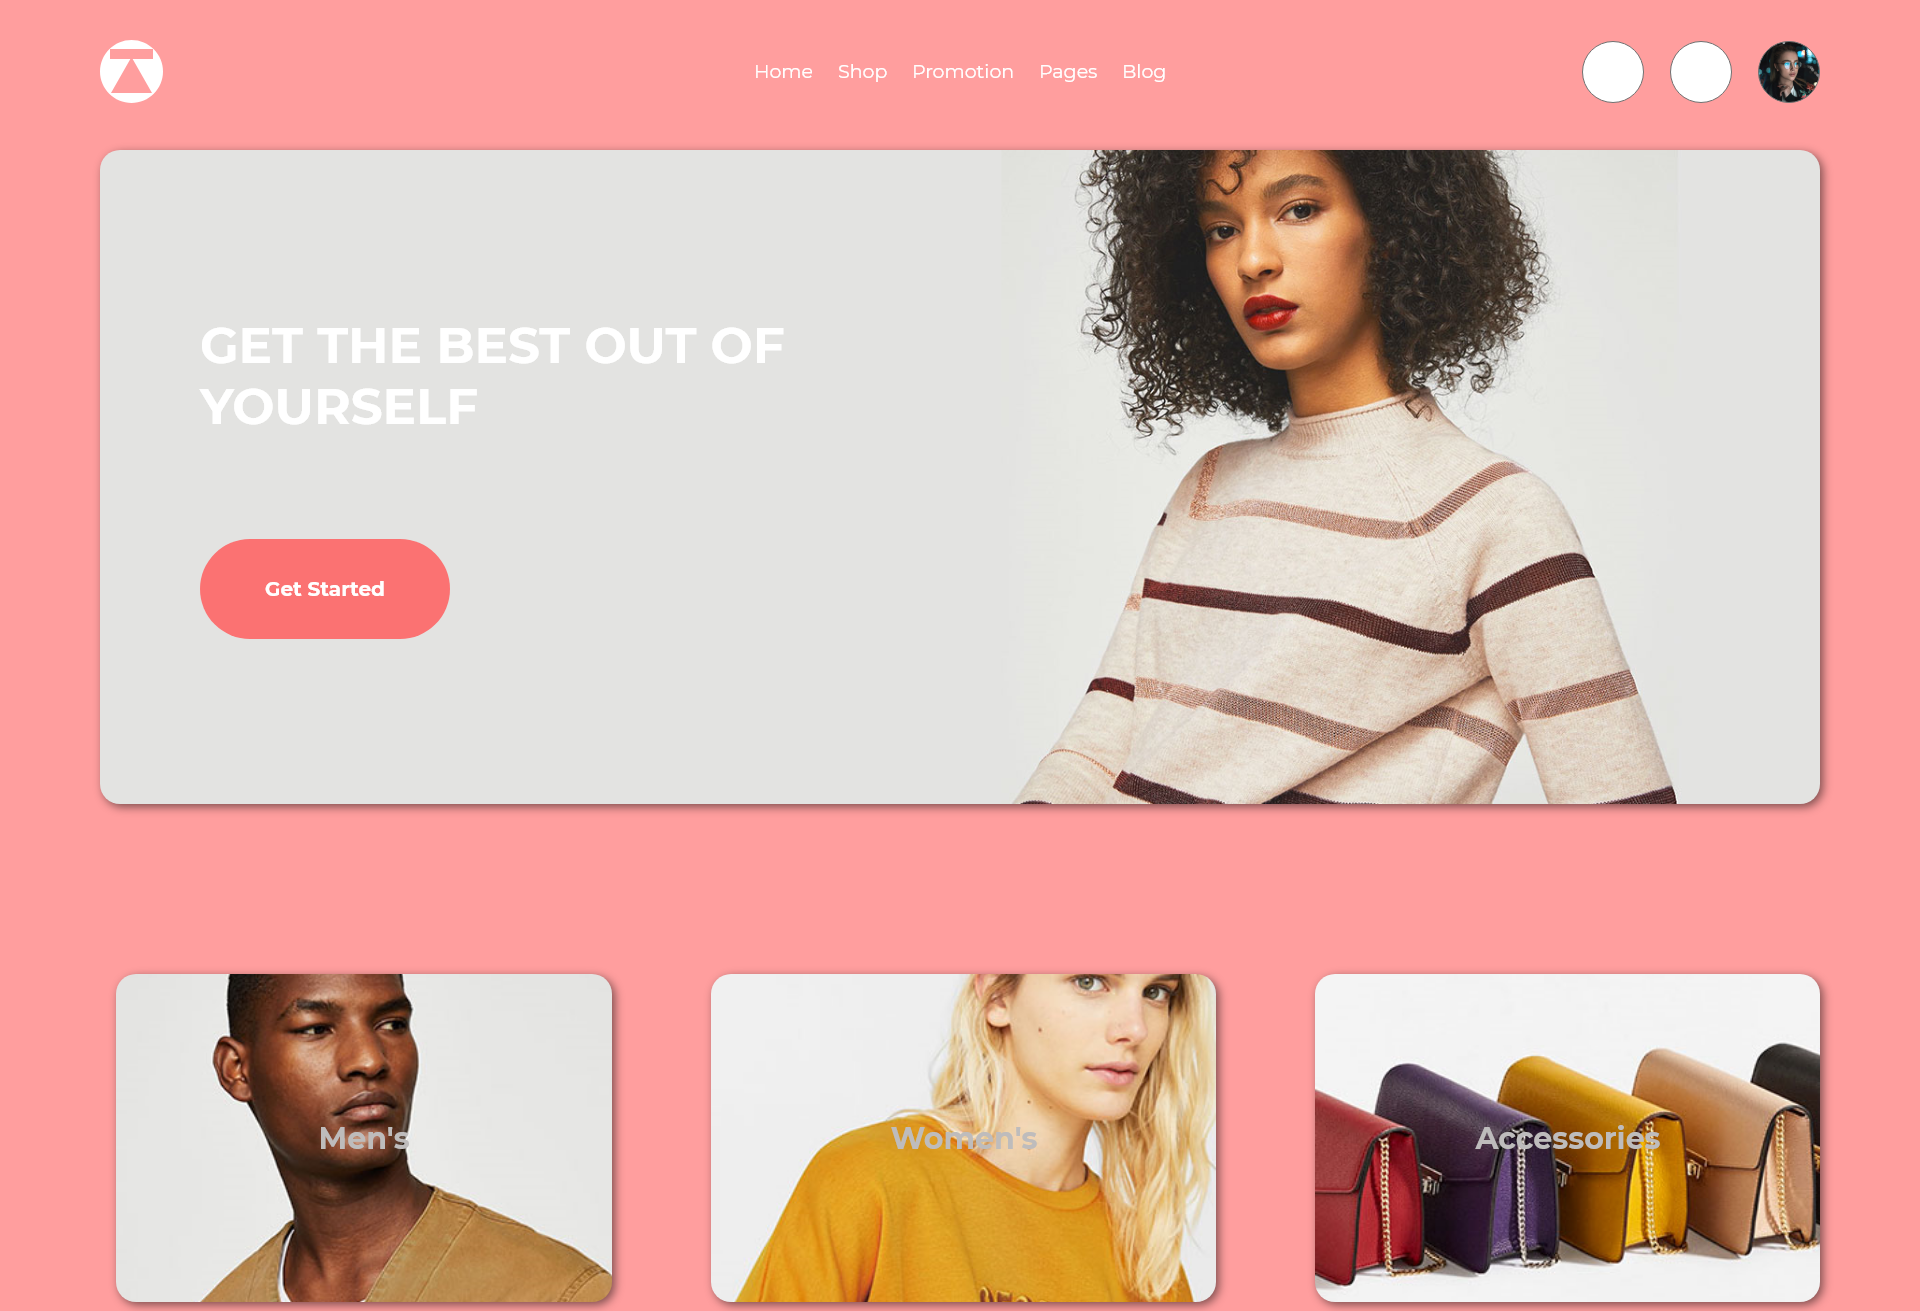 Home Shop Promotion Pages Blog
GET THE BEST OUT OF
YOURSELF
Get Started
Men's Women's Accessories